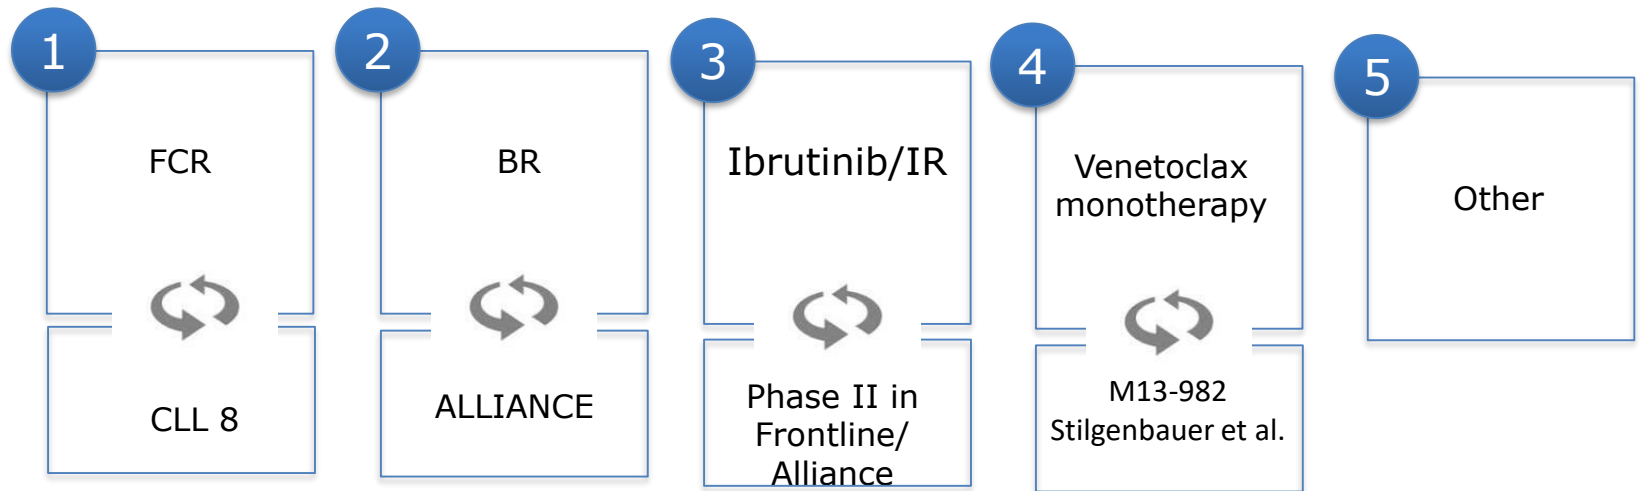 1
FCR
CLL 8
2
BR
ALLIANCE
3
Ibrutinib/IR
Phase II in
Frontline/
Alliance
4
Venetoclax
monotherapy
M13-982
Stilgenbauer et al.
5
Other